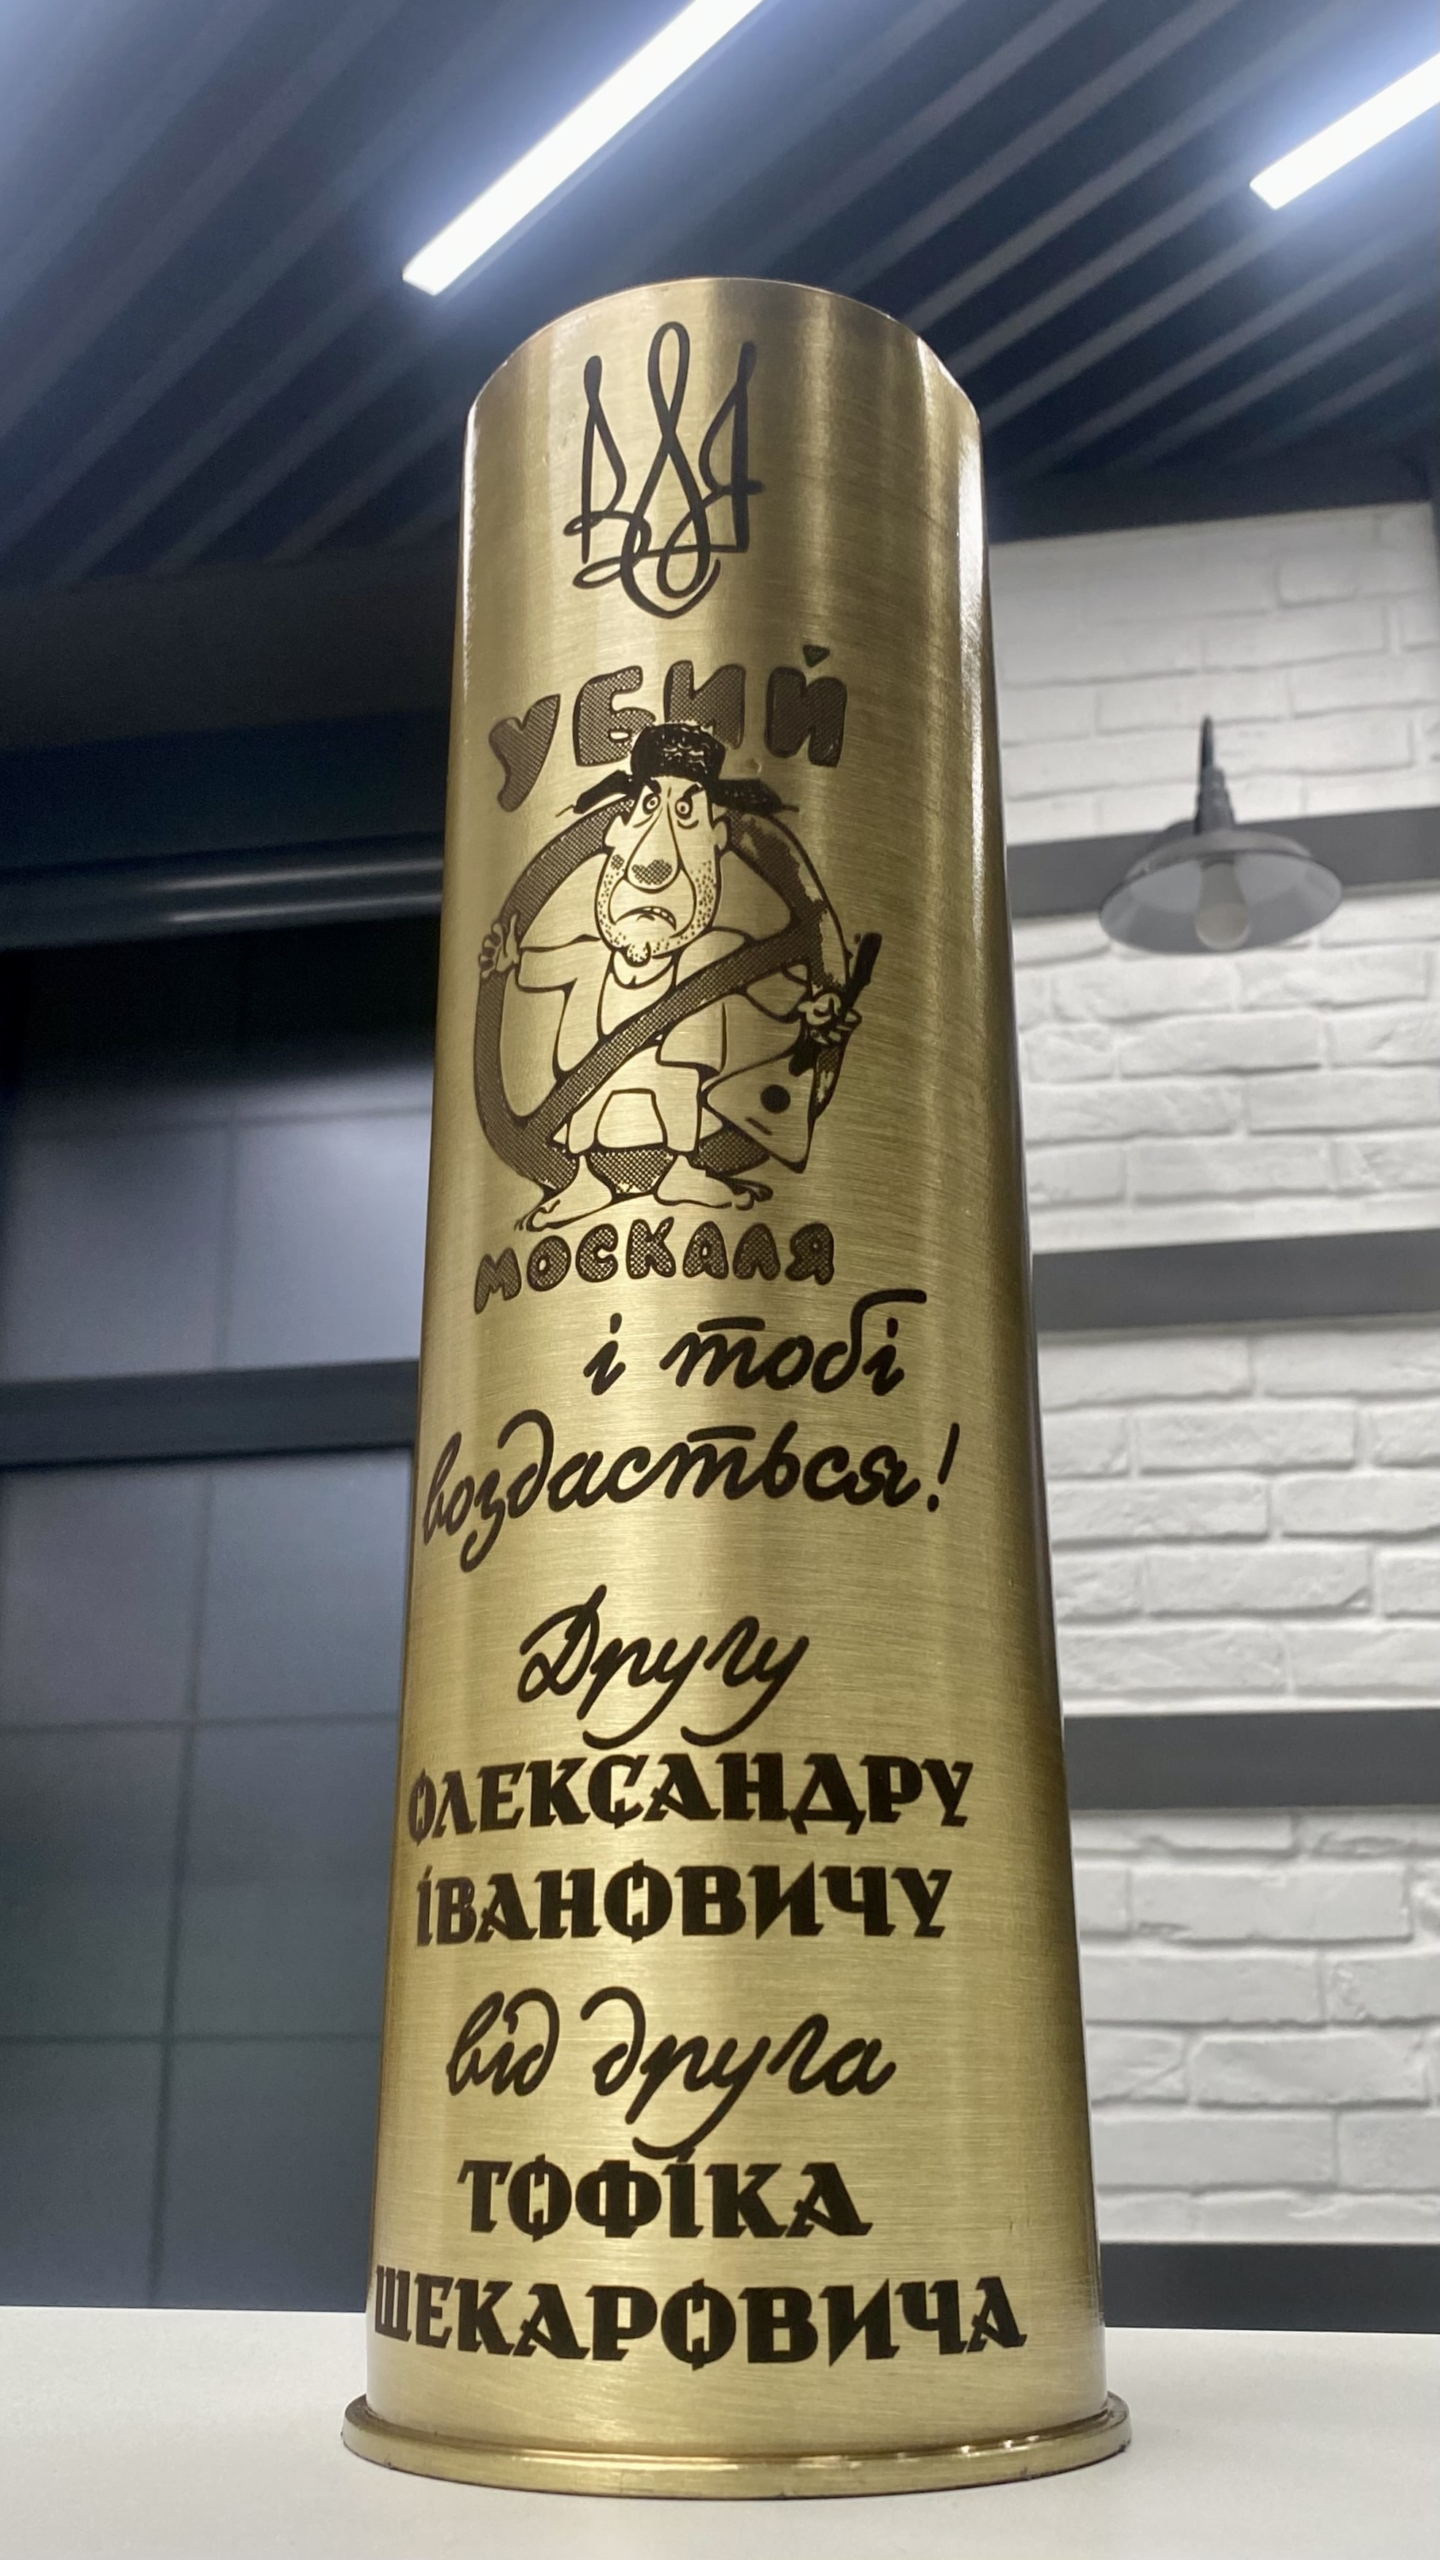 УБИЙ
МОСКАЛЯ
і тобі
воздасться!
Другу
ОЛЕКСАНДРУ
ІВАНОВИЧУ
від друга
ТОФІКА
ШЕКАРОВИЧА